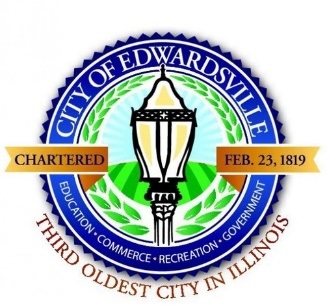 CITY OF EDWARDSVILLE
CHARTERED FEB. 23, 1819
EDUCATION • COMMERCE • RECREATION • GOVERNMENT
THIRD OLDEST CITY IN ILLINOIS